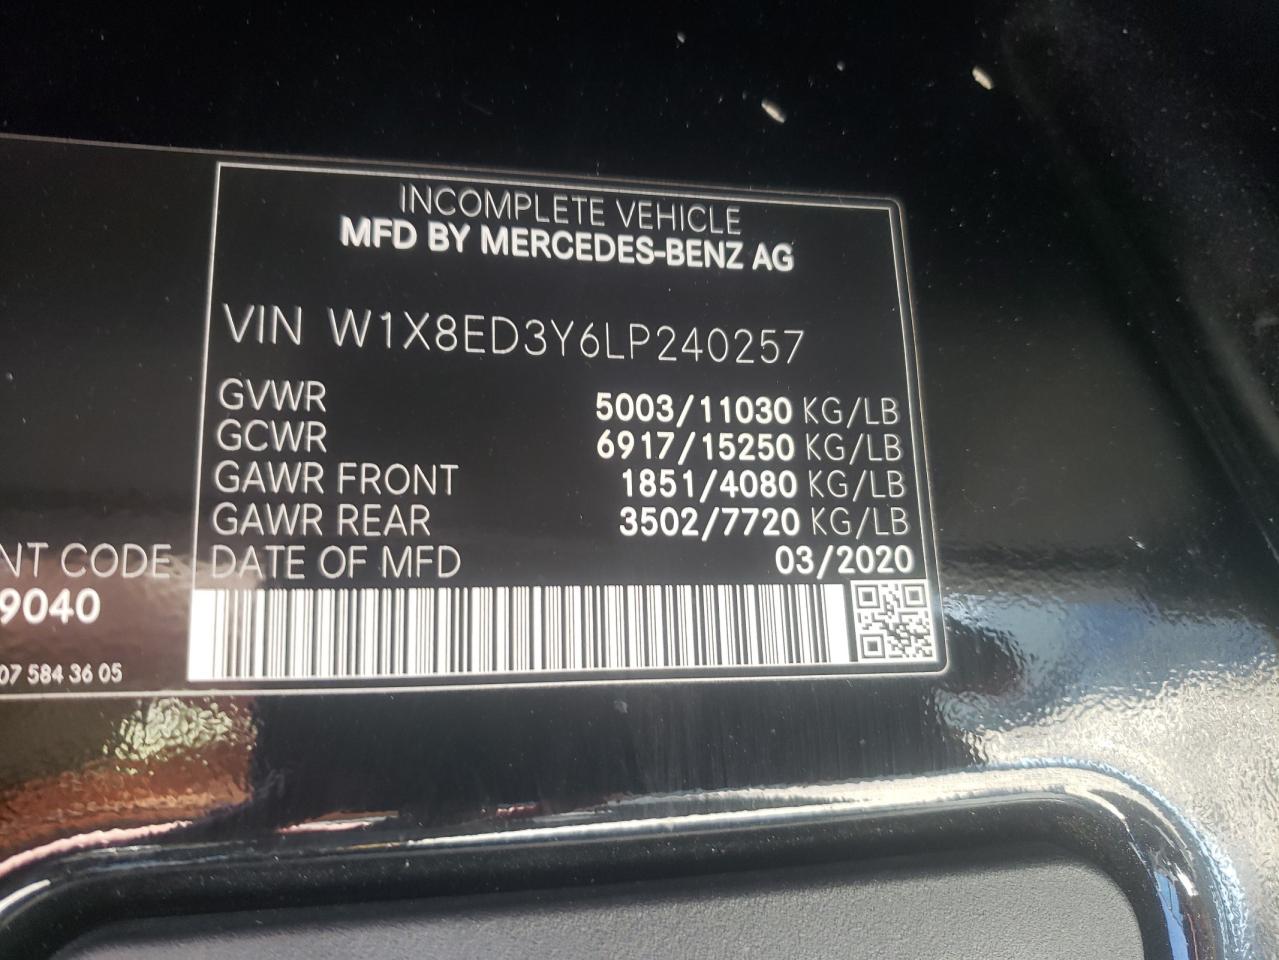 INCOMPLETE VEHICLE
MFD BY MERCEDES-BENZ AG
VIN W1X8ED3Y6LP240257
GVWR 5003/11030 KG/LB
GCWR 6917/15250 KG/LB
GAWR FRONT 1851/4080 KG/LB
GAWR REAR 3502/7720 KG/LB
NT CODE
DATE OF MFD 03/2020
9040
07 584 36 05